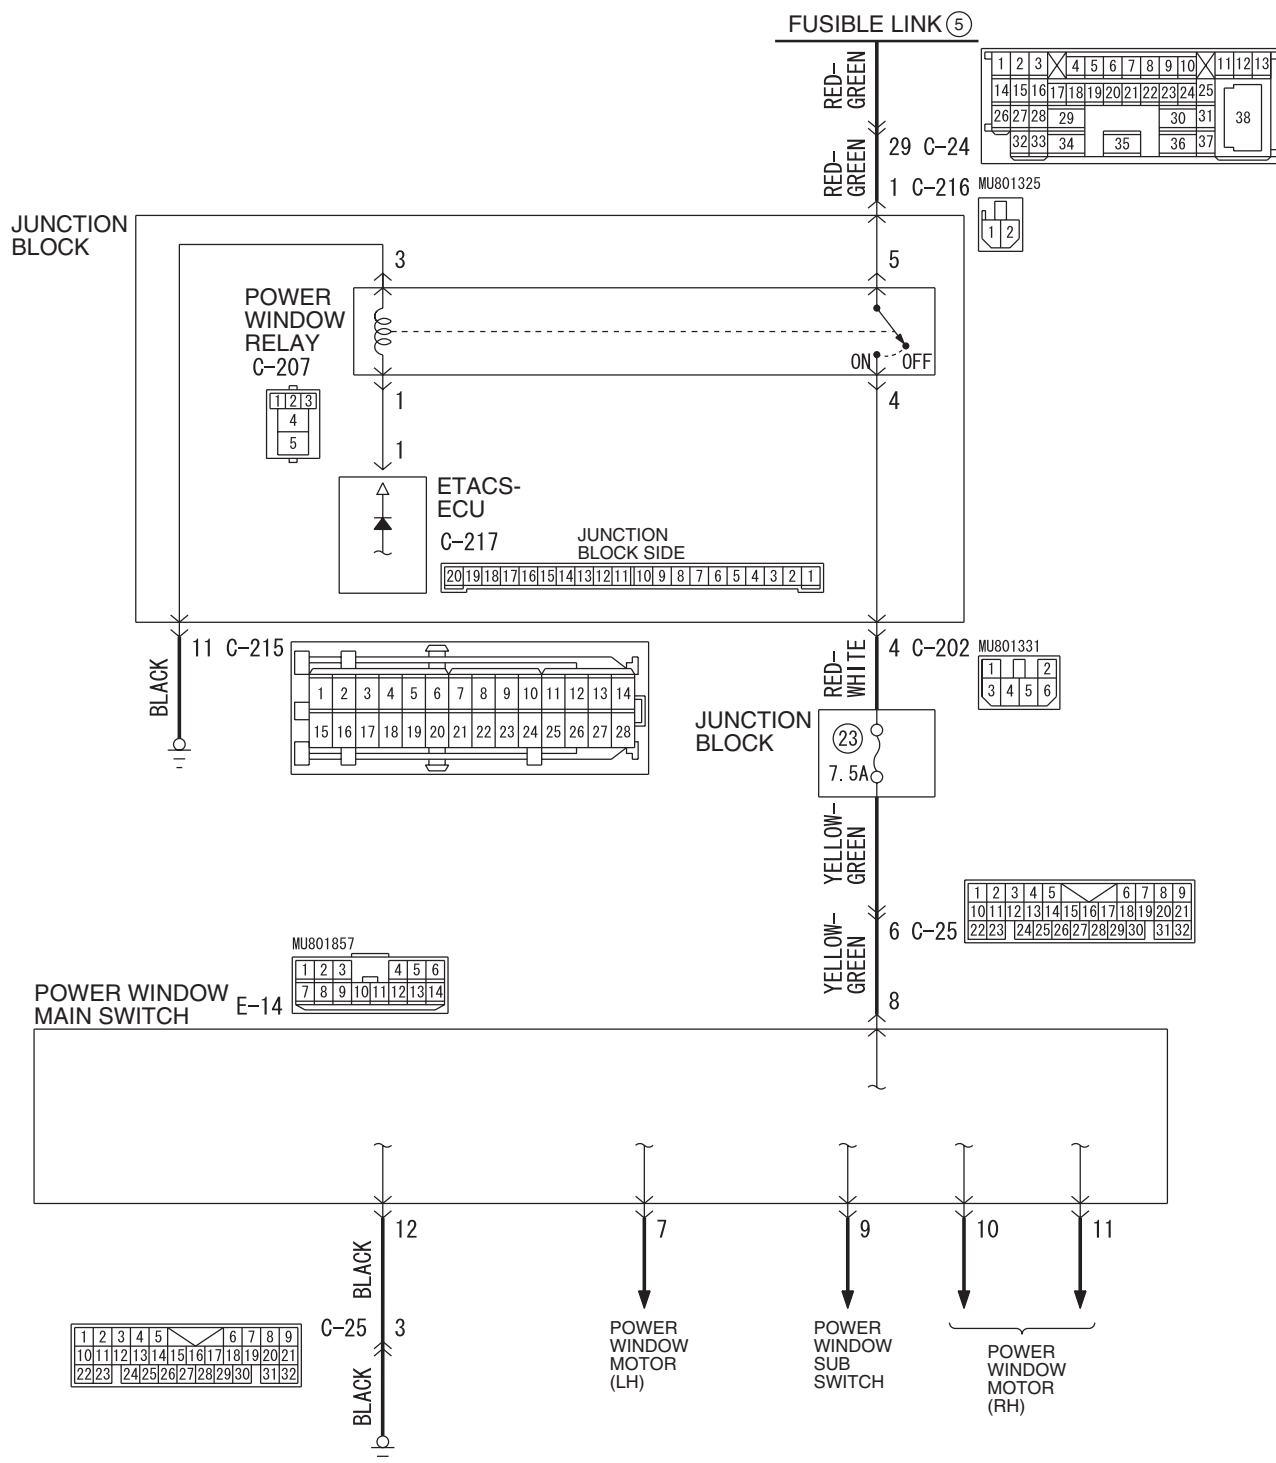 FUSIBLE LINK 5
RED-
GREEN
1 2 3 4 5 6 7 8 9 10 11 12 13
14 15 16 17 18 19 20 21 22 23 24 25
26 27 28 29 30 31 38
32 33 34 35 36 37
29 C-24
RED-
GREEN
1 C-216
MU801325
1 2
JUNCTION
BLOCK
3
5
POWER
WINDOW
RELAY
C-207
1 2 3
4
5
ON
OFF
1
4
1
ETACS-
ECU
C-217
JUNCTION
BLOCK SIDE
20 19 18 17 16 15 14 13 12 11 10 9 8 7 6 5 4 3 2 1
11 C-215
BLACK
1 2 3 4 5 6 7 8 9 10 11 12 13 14
15 16 17 18 19 20 21 22 23 24 25 26 27 28
4 C-202
MU801331
1 2
3 4 5 6
RED-
WHITE
JUNCTION
BLOCK
23
7.5A
YELLOW-
GREEN
6 C-25
1 2 3 4 5 6 7 8 9
10 11 12 13 14 15 16 17 18 19 20 21
22 23 24 25 26 27 28 29 30 31 32
YELLOW-
GREEN
8
MU801857
1 2 3 4 5 6
7 8 9 10 11 12 13 14
POWER WINDOW
MAIN SWITCH
E-14
12
7
9
10
11
BLACK
C-25 3
1 2 3 4 5 6 7 8 9
10 11 12 13 14 15 16 17 18 19 20 21
22 23 24 25 26 27 28 29 30 31 32
BLACK
POWER
WINDOW
MOTOR
(LH)
POWER
WINDOW
SUB
SWITCH
POWER
WINDOW
MOTOR
(RH)